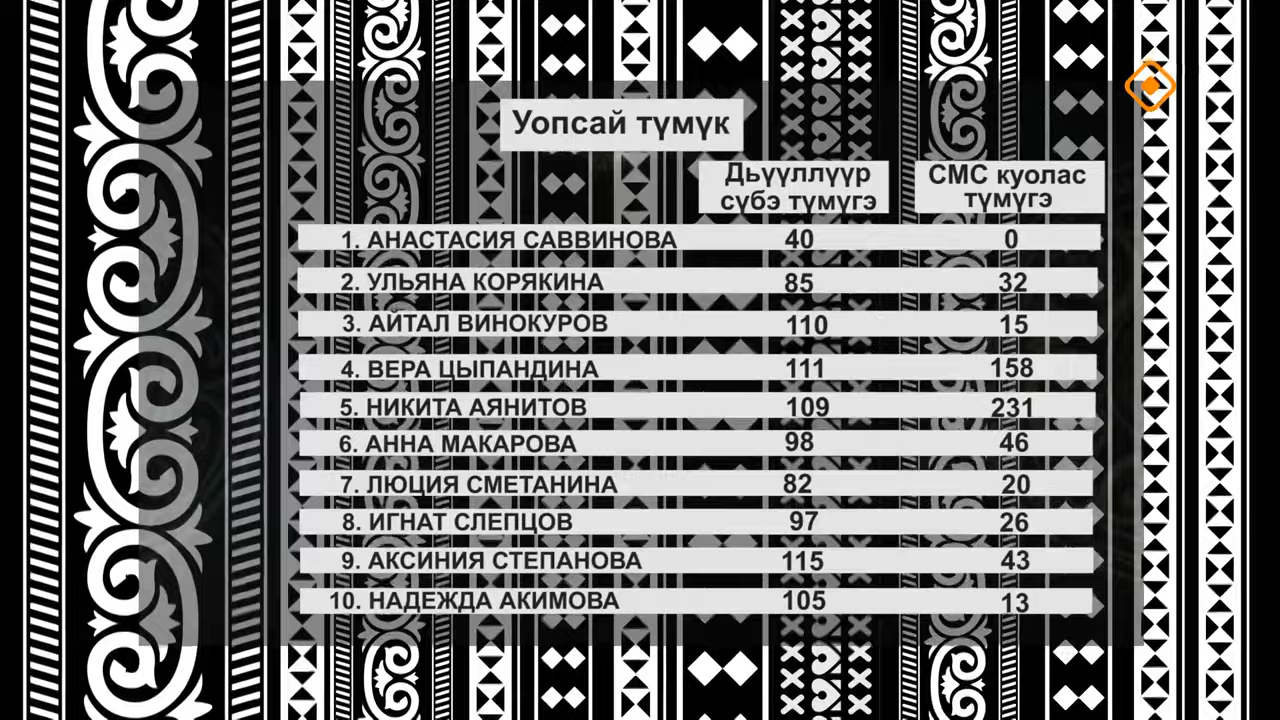 Уопсай түмүк
Дьүүллүүр
сүбэ түмүгэ
СМС куолас
түмүгэ
1. АНАСТАСИЯ САВВИНОВА 40 0
2. УЛЬЯНА КОРЯКИНА 85 32
3. АЙТАЛ ВИНОКУРОВ 110 15
4. ВЕРА ЦЫПАНДИНА 111 158
5. НИКИТА АЯНИТОВ 109 231
6. АННА МАКАРОВА 98 46
7. ЛЮЦИЯ СМЕТАНИНА 82 20
8. ИГНАТ СЛЕПЦОВ 97 26
9. АКСИНИЯ СТЕПАНОВА 115 43
10. НАДЕЖДА АКИМОВА 105 13